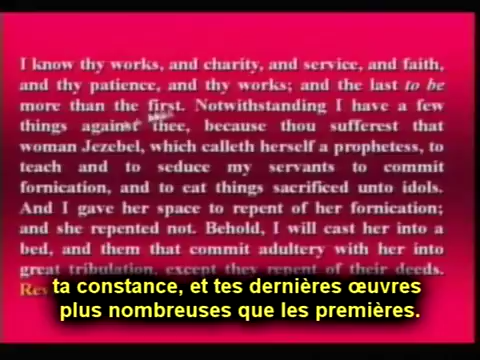 I know thy works, and charity, and service, and faith,
and thy patience, and thy works; and the last to be
more than the first. Notwithstanding I have a few
things against thee, because thou sufferest that
woman Jezebel, which calleth herself a prophetess, to
teach and to seduce my servants to commit
fornication, and to eat things sacrificed unto idols.
And I gave her space to repent of her fornication;
and she repented not. Behold, I will cast her into a
bed, and them that commit adultery with her into
great tribulation, except they repent of their deeds.
ta constance, et tes dernières œuvres
plus nombreuses que les premières.